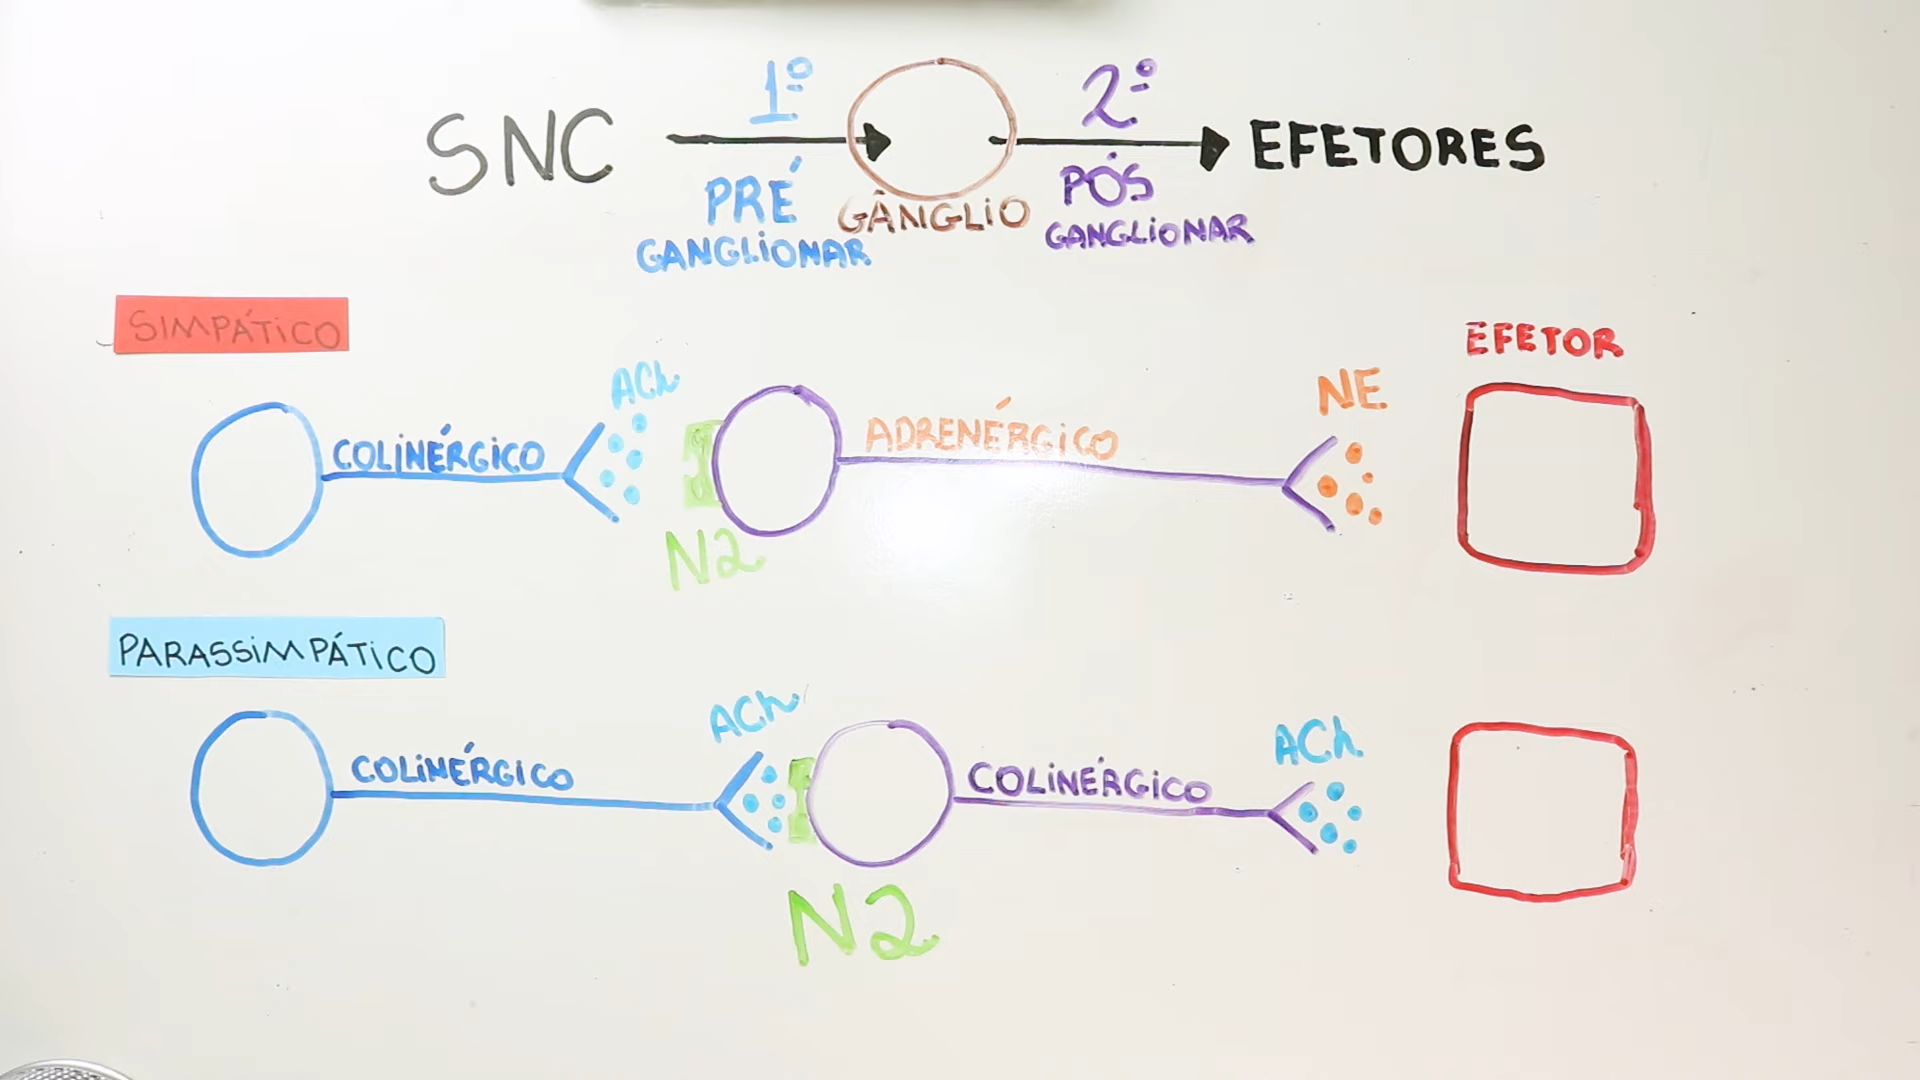 SNC
1º
PRÉ
GANGLIONAR
GÂNGLIO
2º
PÓS
GANGLIONAR
EFETORES
SIMPÁTICO
COLINÉRGICO
ACh
N2
ADRENÉRGICO
NE
EFETOR
PARASSIMPÁTICO
COLINÉRGICO
ACh
N2
COLINÉRGICO
ACh